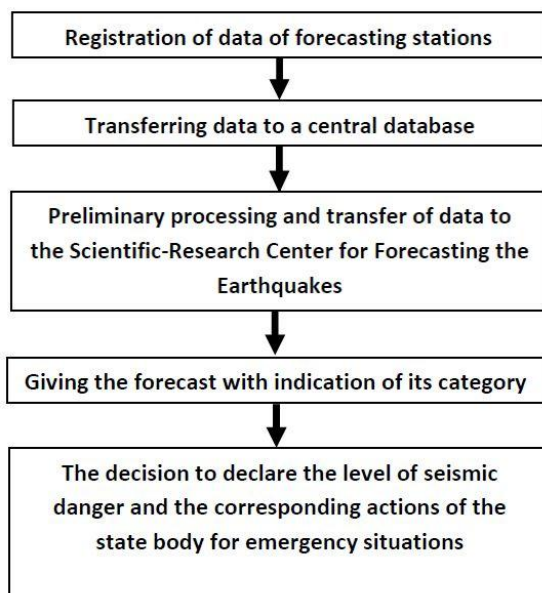 Registration of data of forecasting stations
Transferring data to a central database
Preliminary processing and transfer of data to
the Scientific-Research Center for Forecasting the
Earthquakes
Giving the forecast with indication of its category
The decision to declare the level of seismic
danger and the corresponding actions of the
state body for emergency situations